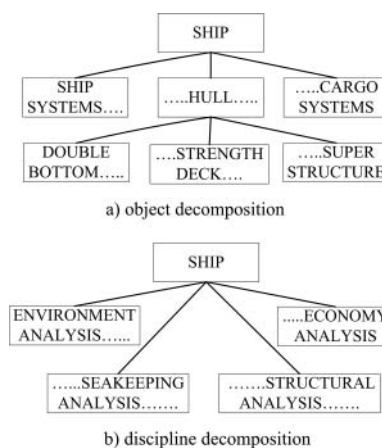 SHIP
SHIP
SYSTEMS….
…..HULL…..
…..CARGO
SYSTEMS
DOUBLE
BOTTOM…..
….STRENGTH
DECK….
…..SUPER
STRUCTURE
a) object decomposition
SHIP
ENVIRONMENT
ANALYSIS…...
.....ECONOMY
ANALYSIS
…...SEAKEEPING
ANALYSIS…….
…….STRUCTURAL
ANALYSIS…….
b) discipline decomposition